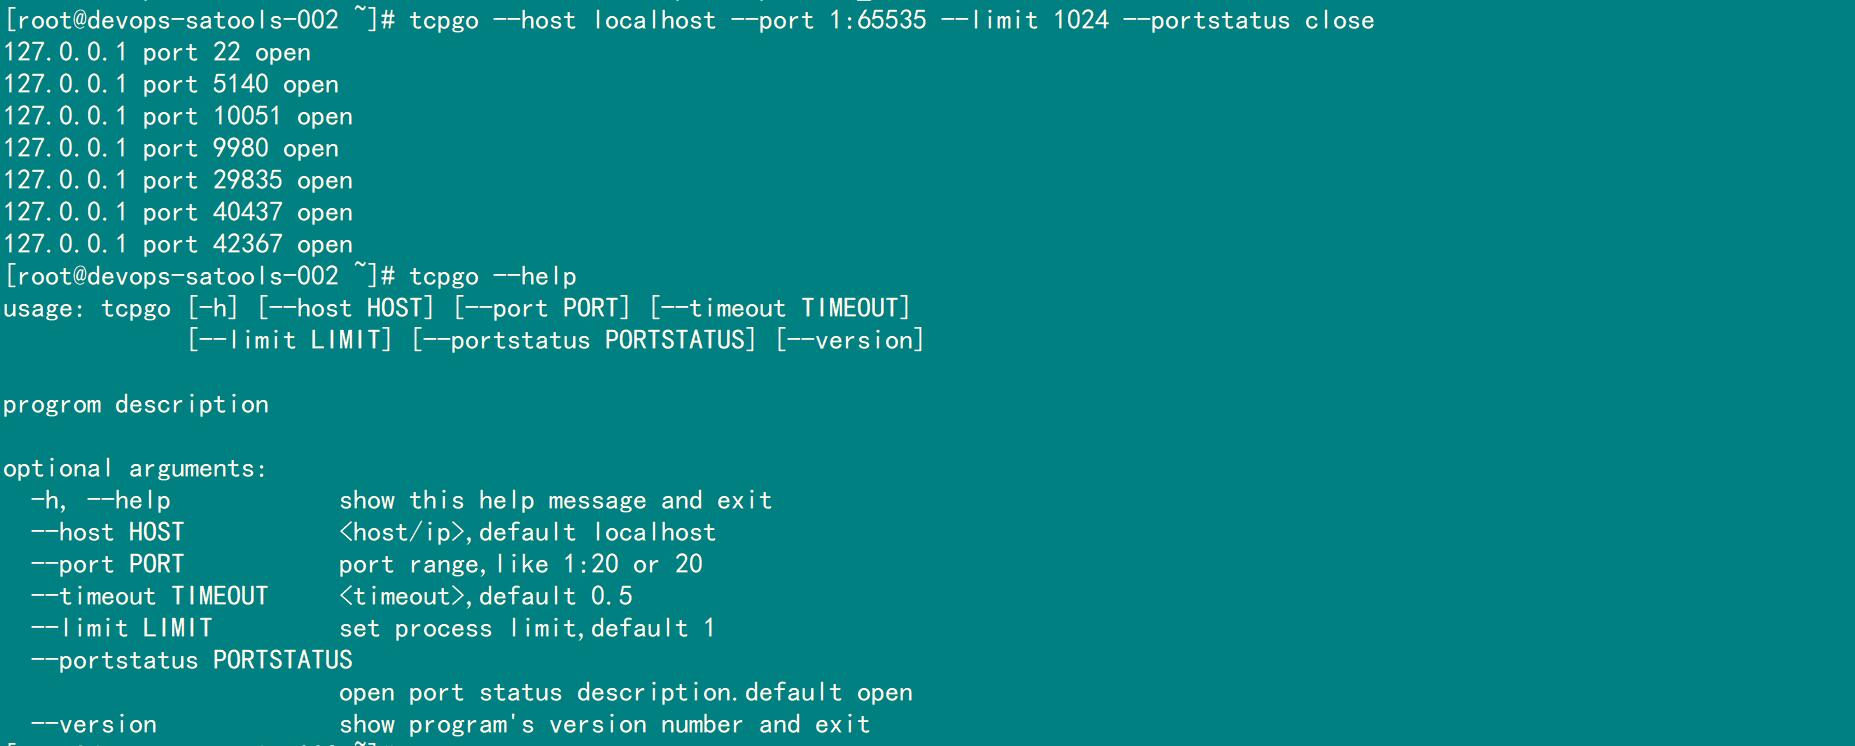 [root@devops-satools-002 ~]# tcpgo --host localhost --port 1:65535 --limit 1024 --portstatus close
127.0.0.1 port 22 open
127.0.0.1 port 5140 open
127.0.0.1 port 10051 open
127.0.0.1 port 9980 open
127.0.0.1 port 29835 open
127.0.0.1 port 40437 open
127.0.0.1 port 42367 open
[root@devops-satools-002 ~]# tcpgo --help
usage: tcpgo [-h] [--host HOST] [--port PORT] [--timeout TIMEOUT]
             [--limit LIMIT] [--portstatus PORTSTATUS] [--version]

progrom description

optional arguments:
  -h, --help            show this help message and exit
  --host HOST           <host/ip>,default localhost
  --port PORT           port range,like 1:20 or 20
  --timeout TIMEOUT     <timeout>,default 0.5
  --limit LIMIT         set process limit,default 1
  --portstatus PORTSTATUS
                        open port status description.default open
  --version             show program's version number and exit